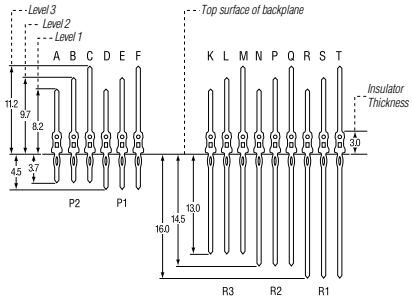 Level 3
Level 2
Level 1
Top surface of backplane
A B C D E F
K L M N P Q R S T
11.2
9.7
8.2
Insulator
Thickness
3.0
4.5
3.7
16.0
14.5
13.0
P2 P1
R3 R2 R1